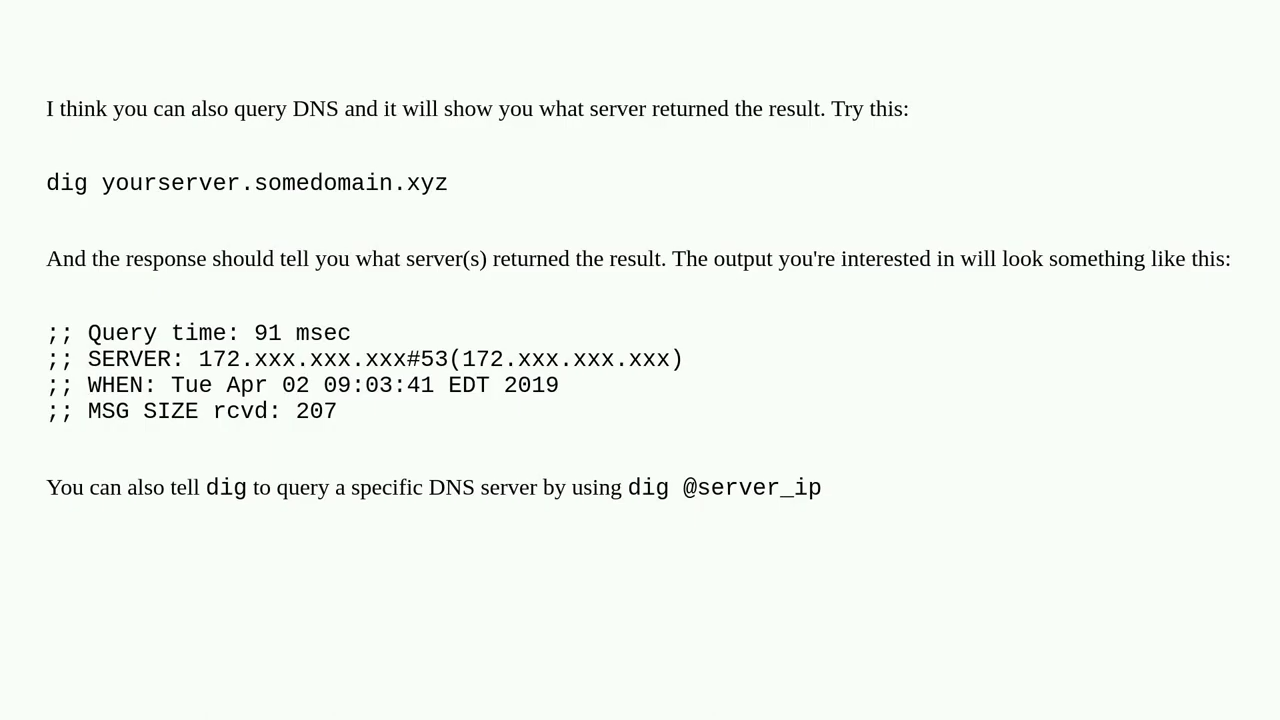 I think you can also query DNS and it will show you what server returned the result. Try this:
dig yourserver.somedomain.xyz
And the response should tell you what server(s) returned the result. The output you're interested in will look something like this:
;; Query time: 91 msec
;; SERVER: 172.xxx.xxx.xxx#53(172.xxx.xxx.xxx)
;; WHEN: Tue Apr 02 09:03:41 EDT 2019
;; MSG SIZE rcvd: 207
You can also tell dig to query a specific DNS server by using dig @server_ip